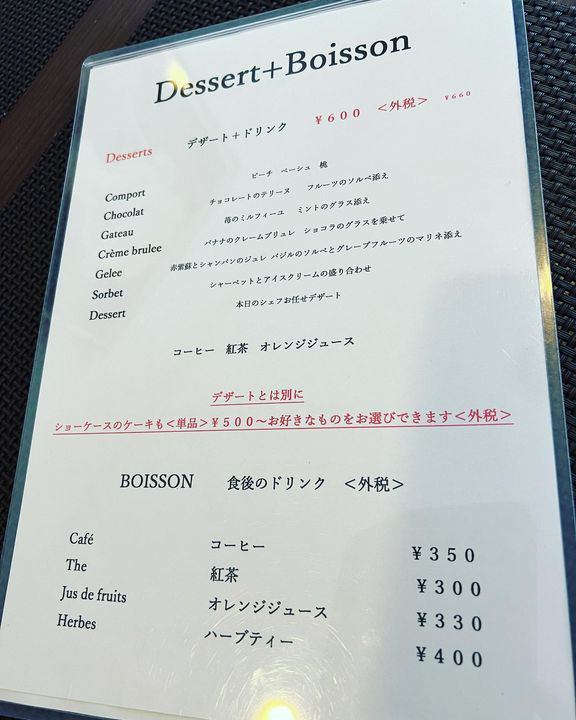 Dessert+Boisson
Desserts デザート＋ドリンク ￥６００ ＜外税＞ ￥６６０
Comport ピーチ ペーシュ 桃
Chocolat チョコレートのテリーヌ フルーツのソルベ添え
Gateau 苺のミルフィーユ ミントのグラス添え
Crème brulee バナナのクレームブリュレ ショコラのグラスを乗せて
Gelee 赤紫蘇とシャンパンのジュレ バジルのソルベとグレープフルーツのマリネ添え
Sorbet シャーベットとアイスクリームの盛り合わせ
Dessert 本日のシェフお任せデザート
コーヒー 紅茶 オレンジジュース
デザートとは別に
ショーケースのケーキも＜単品＞￥５００～お好きなものをお選びできます＜外税＞
BOISSON 食後のドリンク ＜外税＞
Café コーヒー ￥３５０
The 紅茶 ￥３００
Jus de fruits オレンジジュース ￥３３０
Herbes ハーブティー ￥４００